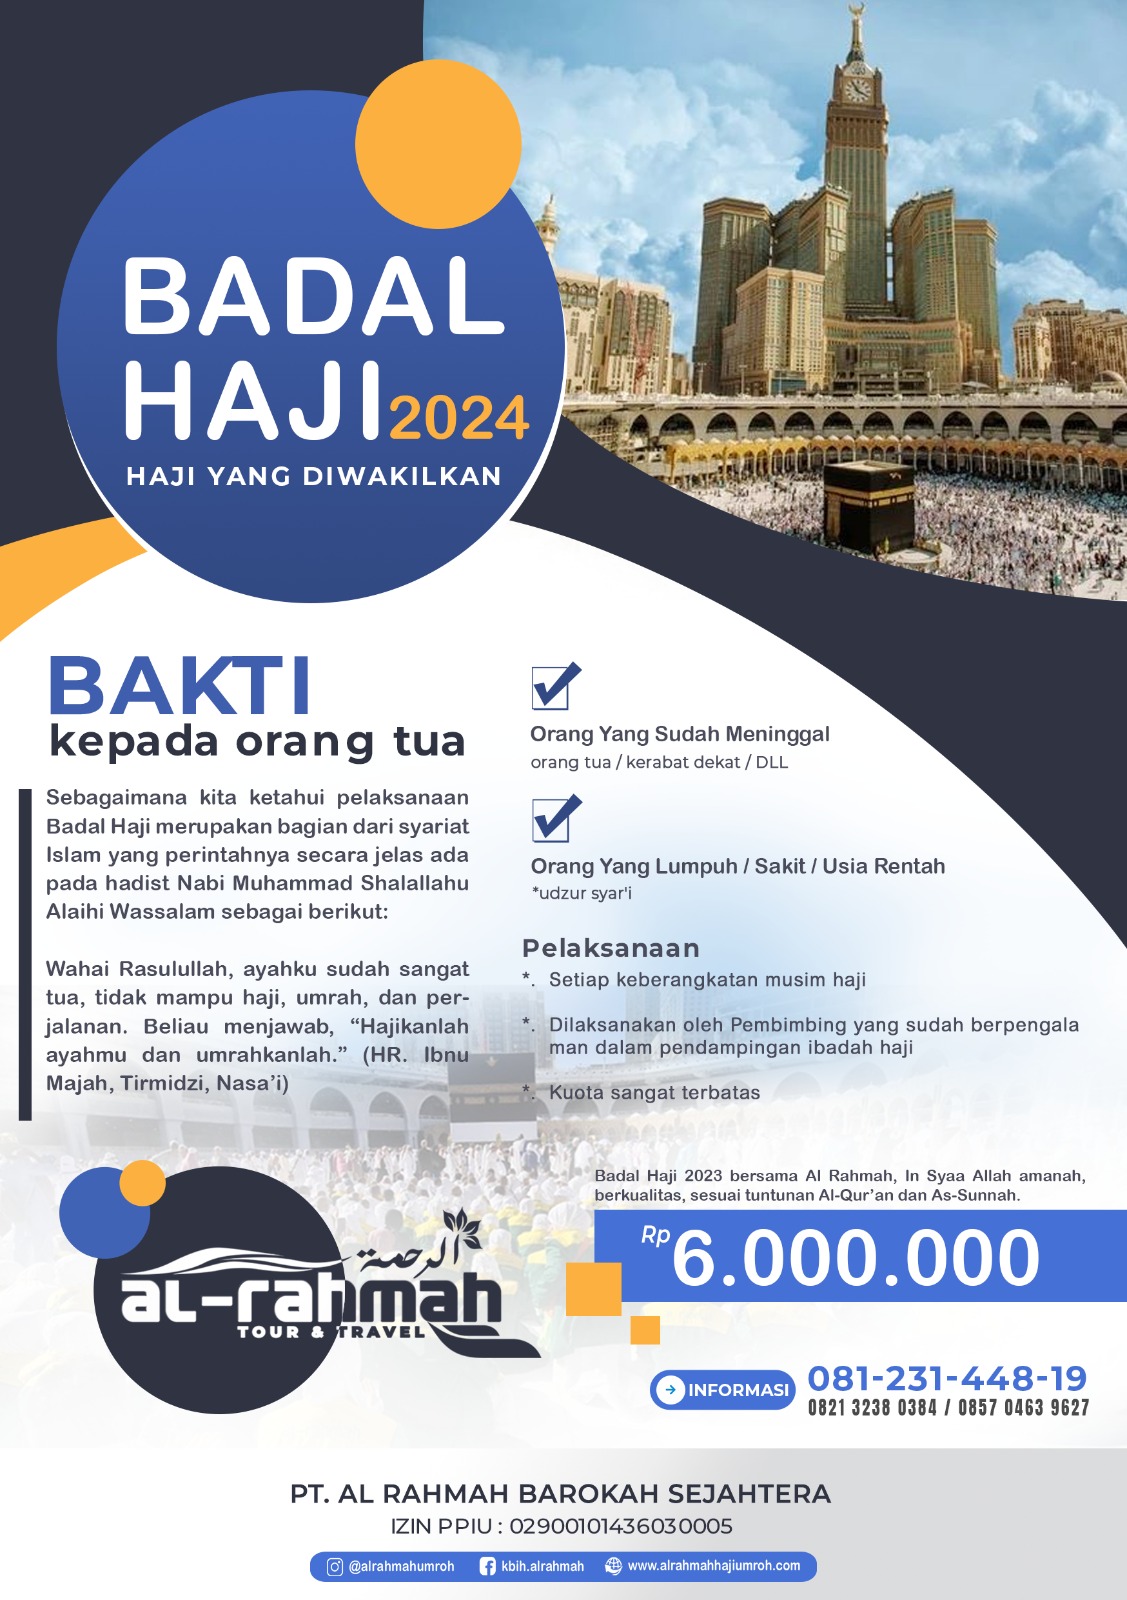 BADAL
HAJI 2024
HAJI YANG DIWAKILKAN
BAKTI
kepada orang tua
Sebagaimana kita ketahui pelaksanaan
Badal Haji merupakan bagian dari syariat
Islam yang perintahnya secara jelas ada
pada hadist Nabi Muhammad Shalallahu
Alaihi Wassalam sebagai berikut:
Wahai Rasulullah, ayahku sudah sangat
tua, tidak mampu haji, umrah, dan per-
jalanan. Beliau menjawab, “Hajikanlah
ayahmu dan umrahkanlah.” (HR. Ibnu
Majah, Tirmidzi, Nasa’i)
Orang Yang Sudah Meninggal
orang tua / kerabat dekat / DLL
Orang Yang Lumpuh / Sakit / Usia Rentah
*udzur syar'i
Pelaksanaan
*. Setiap keberangkatan musim haji
*. Dilaksanakan oleh Pembimbing yang sudah berpengala
man dalam pendampingan ibadah haji
*. Kuota sangat terbatas
Badal Haji 2023 bersama Al Rahmah, In Syaa Allah amanah,
berkualitas, sesuai tuntunan Al-Qur’an dan As-Sunnah.
Rp 6.000.000
الرحمة
al-rahmah
TOUR & TRAVEL
INFORMASI 081-231-448-19
0821 3238 0384 / 0857 0463 9627
PT. AL RAHMAH BAROKAH SEJAHTERA
IZIN PPIU : 02900101436030005
@alrahmahumroh kbih.alrahmah www.alrahmahhajiumroh.com